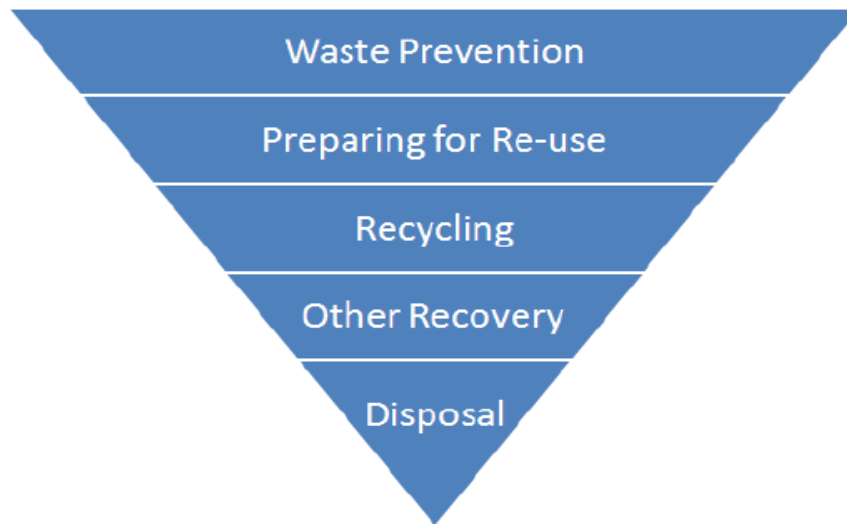 Waste Prevention
Preparing for Re-use
Recycling
Other Recovery
Disposal